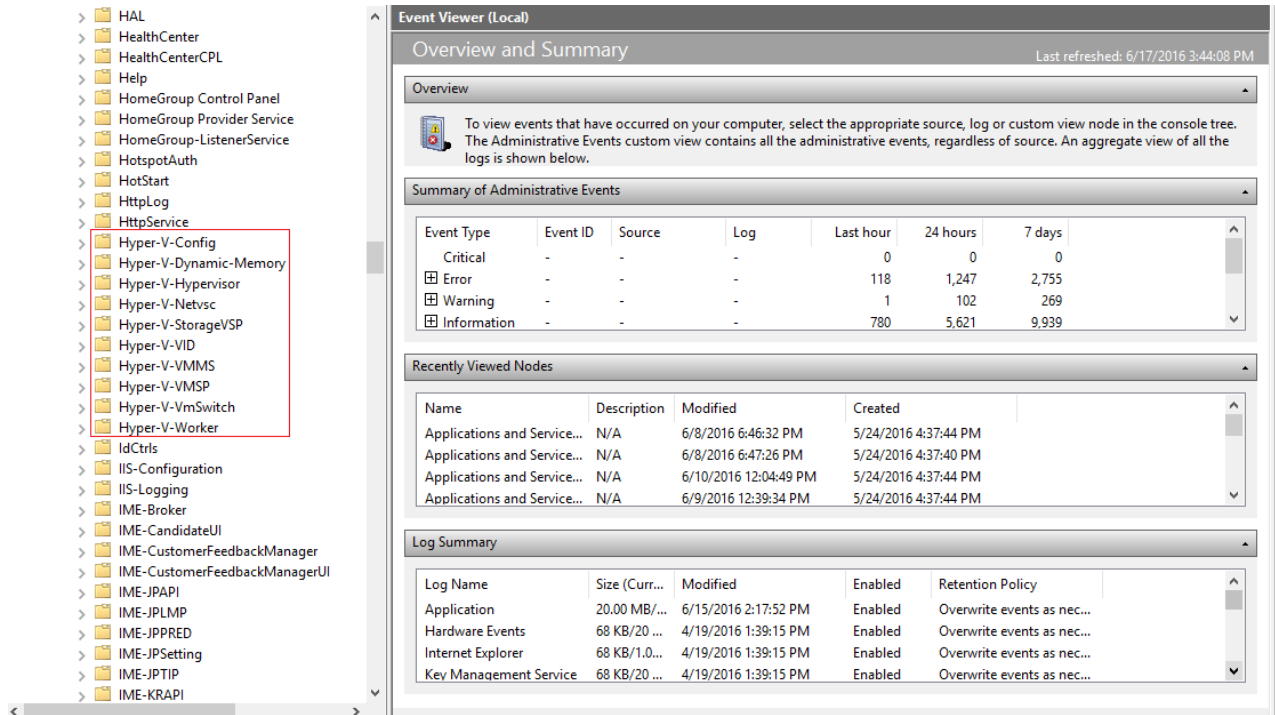 HAL
HealthCenter
HealthCenterCPL
Help
HomeGroup Control Panel
HomeGroup Provider Service
HomeGroup-ListenerService
HotspotAuth
HotStart
HttpLog
HttpService
Hyper-V-Config
Hyper-V-Dynamic-Memory
Hyper-V-Hypervisor
Hyper-V-Netvsc
Hyper-V-StorageVSP
Hyper-V-VID
Hyper-V-VMMS
Hyper-V-VMSP
Hyper-V-VmSwitch
Hyper-V-Worker
IdCtrls
IIS-Configuration
IIS-Logging
IME-Broker
IME-CandidateUI
IME-CustomerFeedbackManager
IME-CustomerFeedbackManagerUI
IME-JPAPI
IME-JPLMP
IME-JPPRED
IME-JPSetting
IME-JPTIP
IME-KRAPI
Event Viewer (Local)
Overview and Summary Last refreshed: 6/17/2016 3:44:08 PM
Overview
To view events that have occurred on your computer, select the appropriate source, log or custom view node in the console tree.
The Administrative Events custom view contains all the administrative events, regardless of source. An aggregate view of all the
logs is shown below.
Summary of Administrative Events
Event Type Event ID Source Log Last hour 24 hours 7 days
Critical - - - 0 0 0
Error - - - 118 1,247 2,755
Warning - - - 1 102 269
Information - - - 780 5,621 9,939
Recently Viewed Nodes
Name Description Modified Created
Applications and Service... N/A 6/8/2016 6:46:32 PM 5/24/2016 4:37:44 PM
Applications and Service... N/A 6/8/2016 6:47:26 PM 5/24/2016 4:37:40 PM
Applications and Service... N/A 6/10/2016 12:04:49 PM 5/24/2016 4:37:44 PM
Applications and Service... N/A 6/9/2016 12:39:34 PM 5/24/2016 4:37:44 PM
Log Summary
Log Name Size (Curr... Modified Enabled Retention Policy
Application 20.00 MB/... 6/15/2016 2:17:52 PM Enabled Overwrite events as nec...
Hardware Events 68 KB/20 ... 4/19/2016 1:39:15 PM Enabled Overwrite events as nec...
Internet Explorer 68 KB/1.0... 4/19/2016 1:39:15 PM Enabled Overwrite events as nec...
Key Management Service 68 KB/20 ... 4/19/2016 1:39:15 PM Enabled Overwrite events as nec...